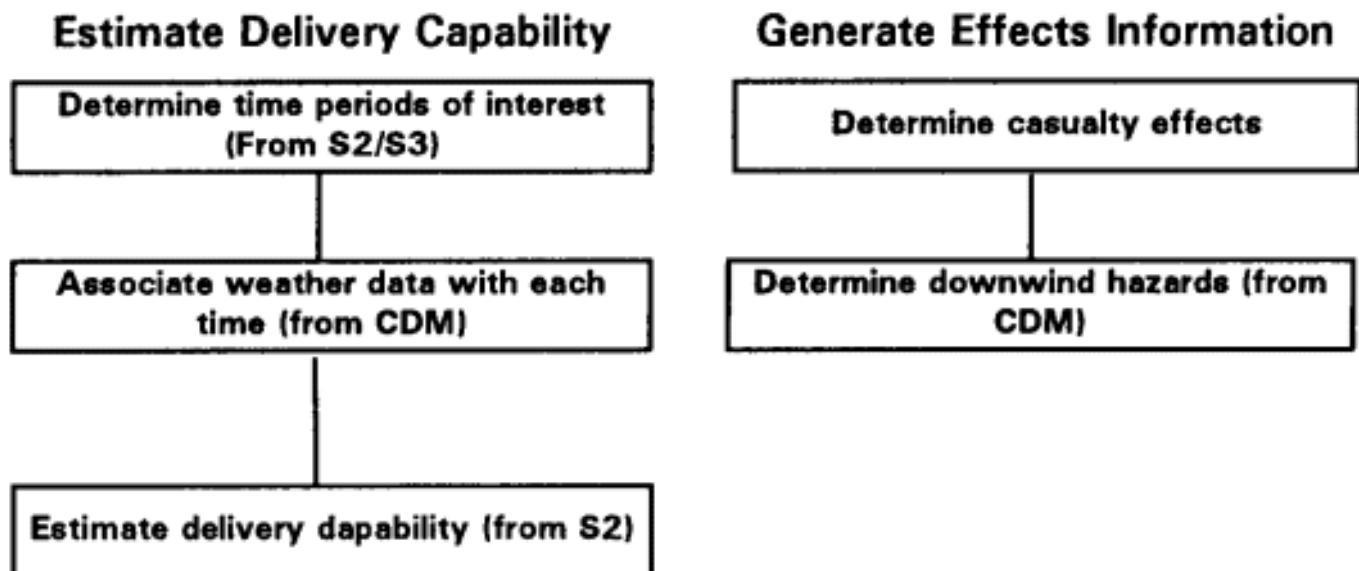 Estimate Delivery Capability
Determine time periods of interest
(From S2/S3)
Associate weather data with each
time (from CDM)
Estimate delivery dapability (from S2)
Generate Effects Information
Determine casualty effects
Determine downwind hazards (from
CDM)